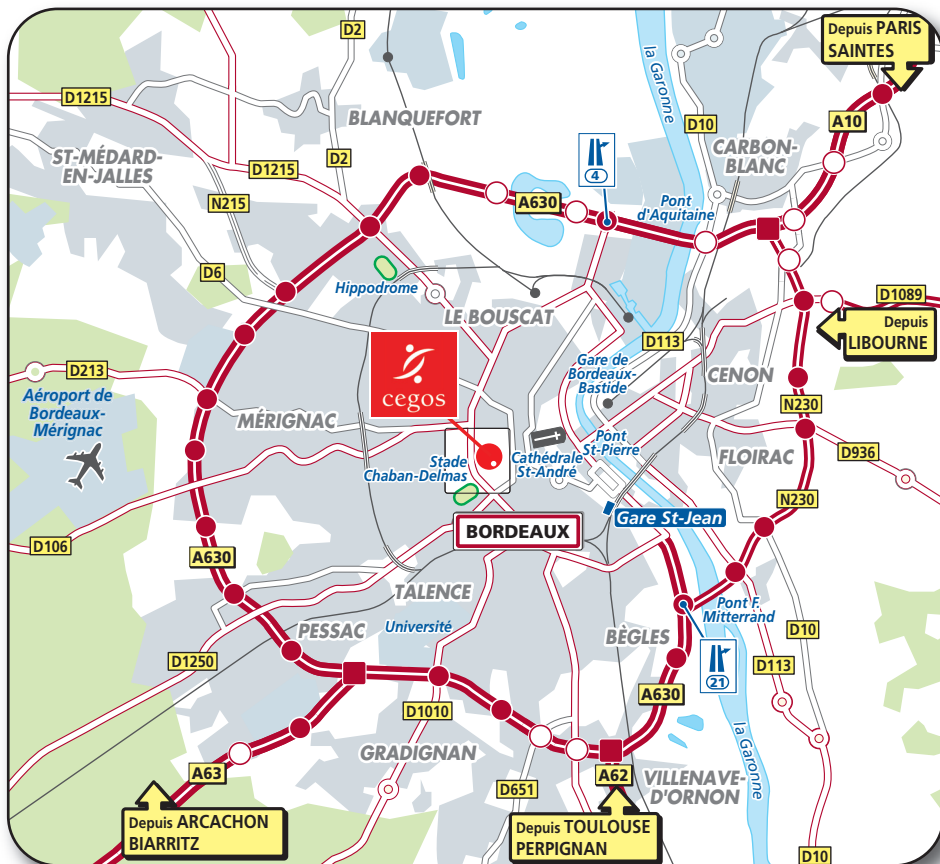 D2
Depuis PARIS
SAINTES
la Garonne
D1215
BLANQUEFORT
D10
A10
CARBON-
BLANC
ST-MÉDARD-
EN-JALLES
D1215
D2
4
N215
A630
Pont
d'Aquitaine
D6
Hippodrome
D1089
LE BOUSCAT
Depuis
LIBOURNE
D113
Gare de
Bordeaux-
Bastide
CENON
cegos
D213
Aéroport de
Bordeaux-
Mérignac
MÉRIGNAC
N230
Stade
Chaban-Delmas
Cathédrale
St-André
Pont
St-Pierre
FLOIRAC
D936
N230
Gare St-Jean
BORDEAUX
D106
A630
TALENCE
Pont F.
Mitterrand
PESSAC
Université
BÈGLES
D10
D1250
21
D113
A630
D1010
la Garonne
GRADIGNAN
A63
A62
D651
VILLENAVE-
D'ORNON
Depuis ARCACHON
BIARRITZ
Depuis TOULOUSE
PERPIGNAN
D10